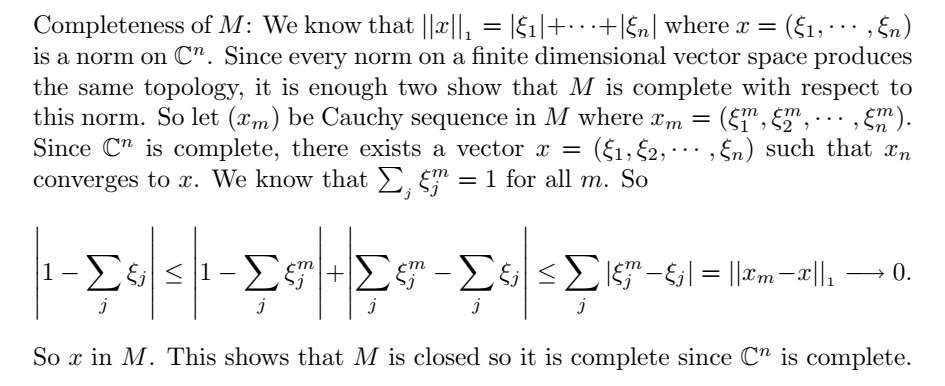 Completeness of M: We know that ||x||₁ = |ξ₁|+···+|ξₙ| where x = (ξ₁, ··· , ξₙ)
is a norm on ℂⁿ. Since every norm on a finite dimensional vector space produces
the same topology, it is enough two show that M is complete with respect to
this norm. So let (xₘ) be Cauchy sequence in M where xₘ = (ξ₁ᵐ, ξ₂ᵐ, ··· , ξₙᵐ).
Since ℂⁿ is complete, there exists a vector x = (ξ₁, ξ₂, ··· , ξₙ) such that xₙ
converges to x. We know that ∑ⱼ ξⱼᵐ = 1 for all m. So
|1 − ∑ⱼ ξⱼ| ≤ |1 − ∑ⱼ ξⱼᵐ| + |∑ⱼ ξⱼᵐ − ∑ⱼ ξⱼ| ≤ ∑ⱼ |ξⱼᵐ−ξⱼ| = ||xₘ−x||₁ ⟶ 0.
So x in M. This shows that M is closed so it is complete since ℂⁿ is complete.